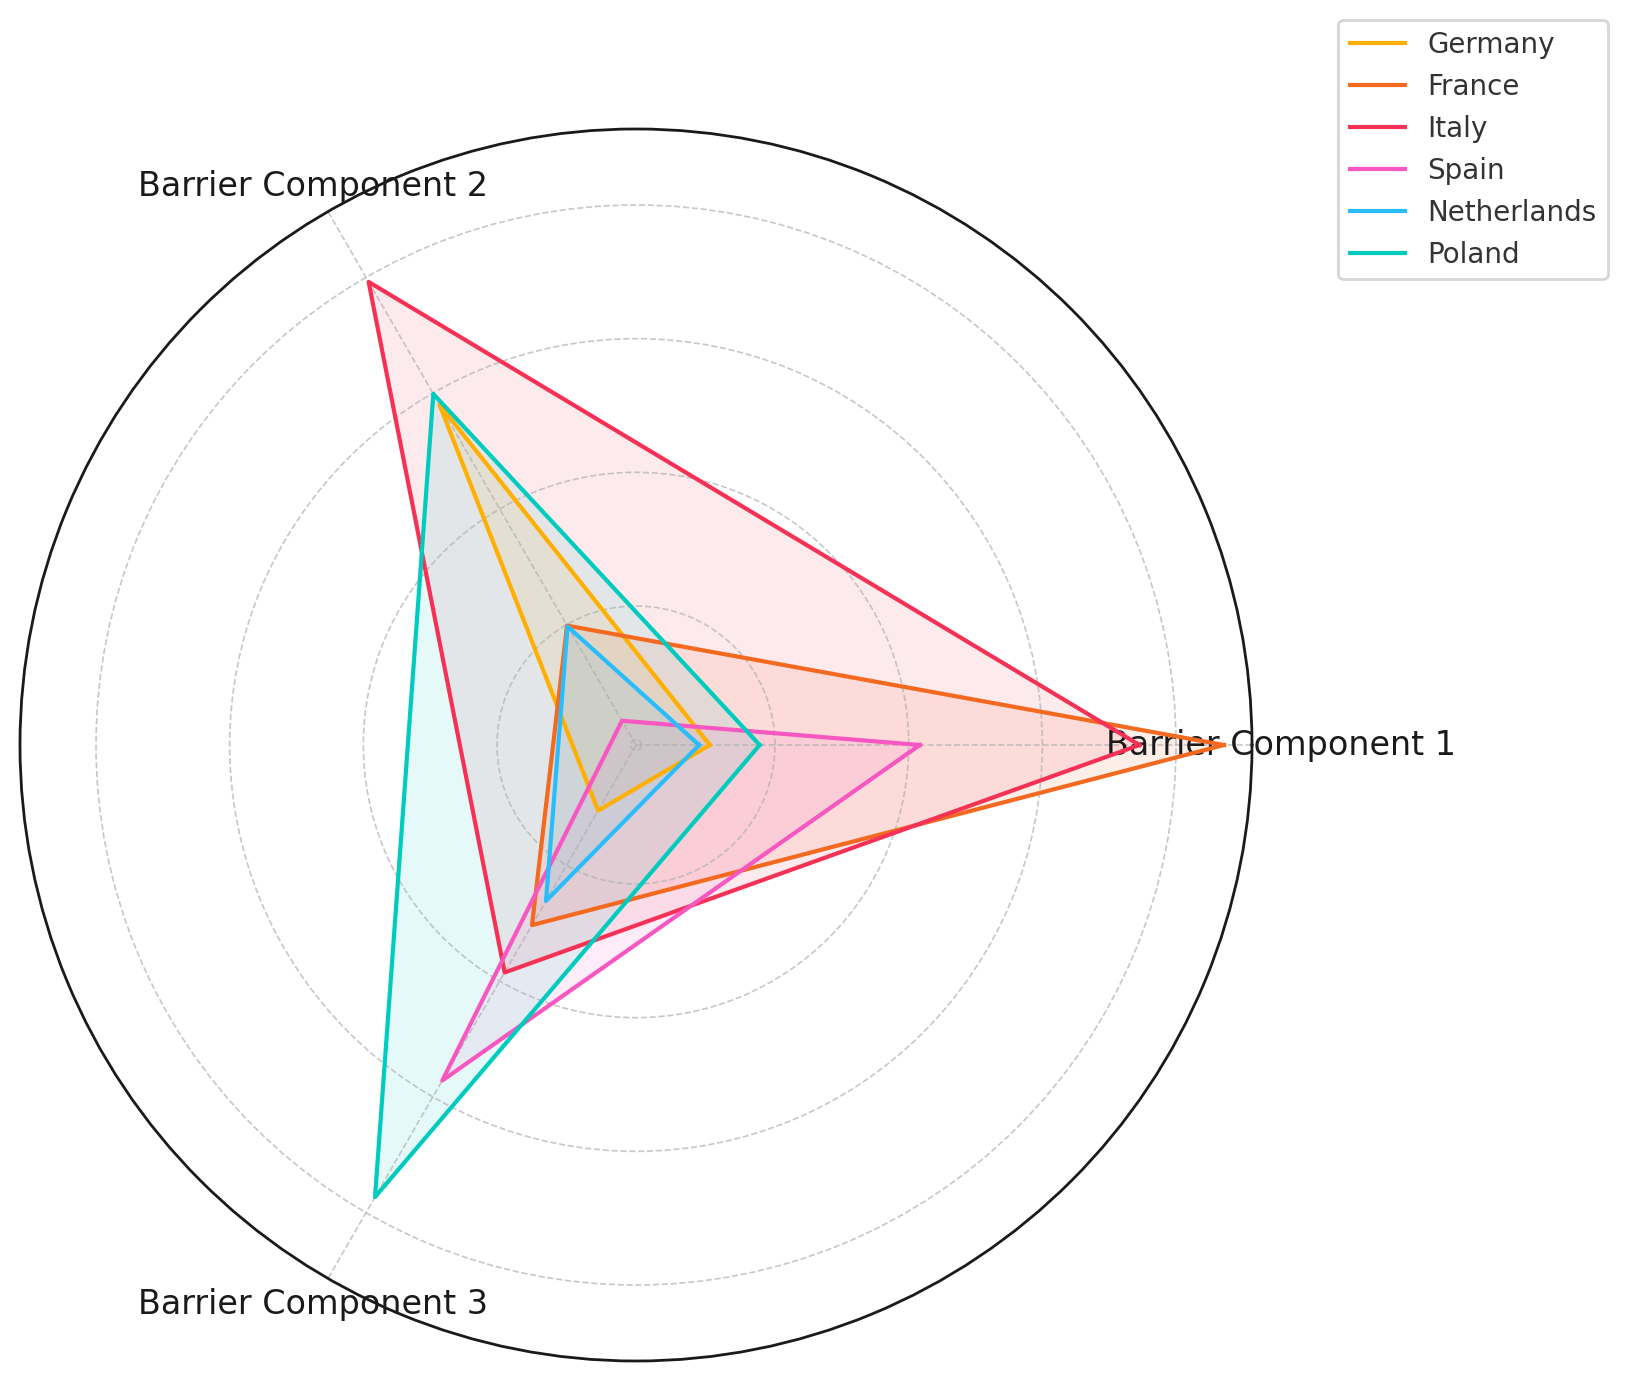 Germany
France
Italy
Spain
Netherlands
Poland
Barrier Component 2
Barrier Component 1
Barrier Component 3